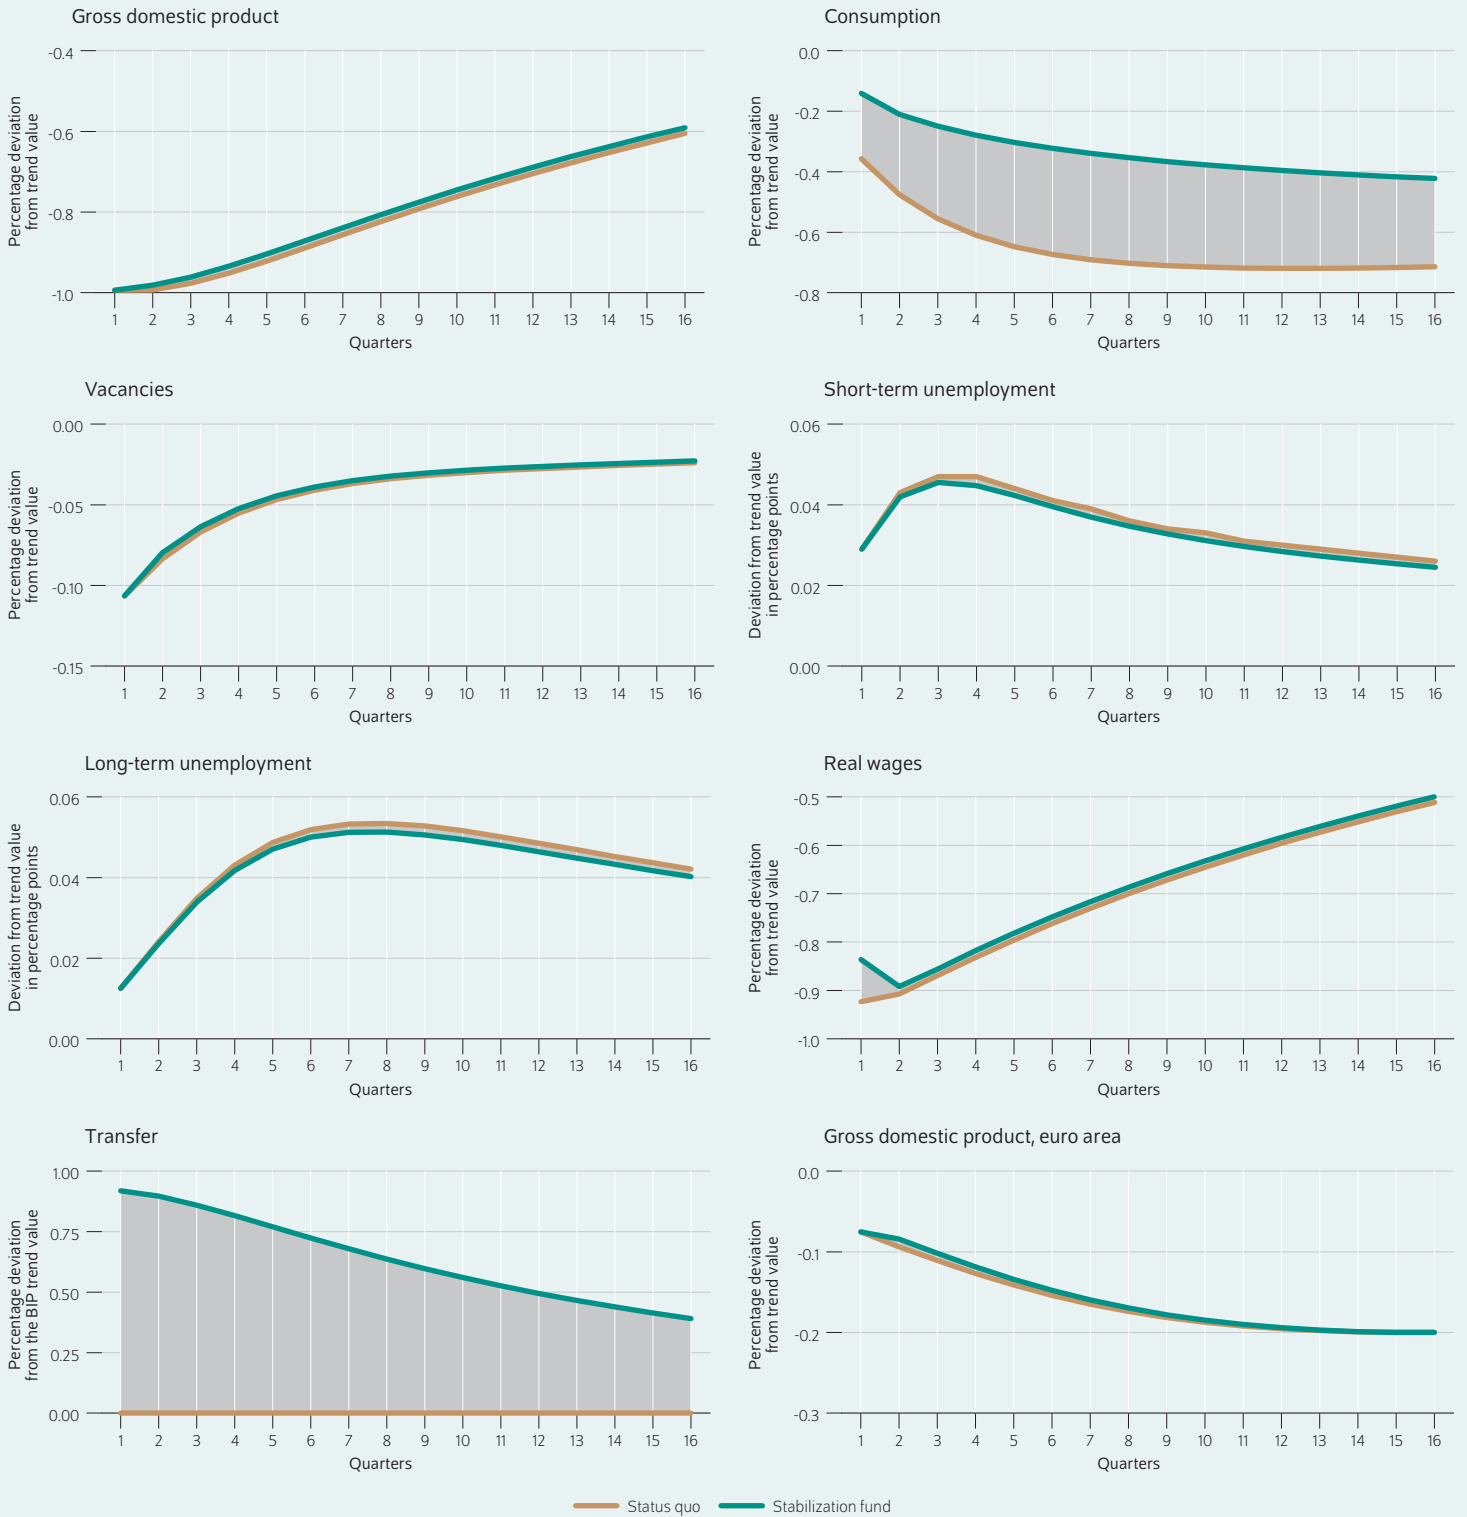 Gross domestic product
Percentage deviation
from trend value
-0.4
-0.6
-0.8
-1.0
1 2 3 4 5 6 7 8 9 10 11 12 13 14 15 16
Quarters
Consumption
Percentage deviation
from trend value
0.0
-0.2
-0.4
-0.6
-0.8
1 2 3 4 5 6 7 8 9 10 11 12 13 14 15 16
Quarters
Vacancies
Percentage deviation
from trend value
0.00
-0.05
-0.10
-0.15
1 2 3 4 5 6 7 8 9 10 11 12 13 14 15 16
Quarters
Short-term unemployment
Deviation from trend value
in percentage points
0.06
0.04
0.02
0.00
1 2 3 4 5 6 7 8 9 10 11 12 13 14 15 16
Quarters
Long-term unemployment
Deviation from trend value
in percentage points
0.06
0.04
0.02
0.00
1 2 3 4 5 6 7 8 9 10 11 12 13 14 15 16
Quarters
Real wages
Percentage deviation
from trend value
-0.5
-0.6
-0.7
-0.8
-0.9
-1.0
1 2 3 4 5 6 7 8 9 10 11 12 13 14 15 16
Quarters
Transfer
Percentage deviation
from the BIP trend value
1.00
0.75
0.50
0.25
0.00
1 2 3 4 5 6 7 8 9 10 11 12 13 14 15 16
Quarters
Gross domestic product, euro area
Percentage deviation
from trend value
0.0
-0.1
-0.2
-0.3
1 2 3 4 5 6 7 8 9 10 11 12 13 14 15 16
Quarters
Status quo Stabilization fund